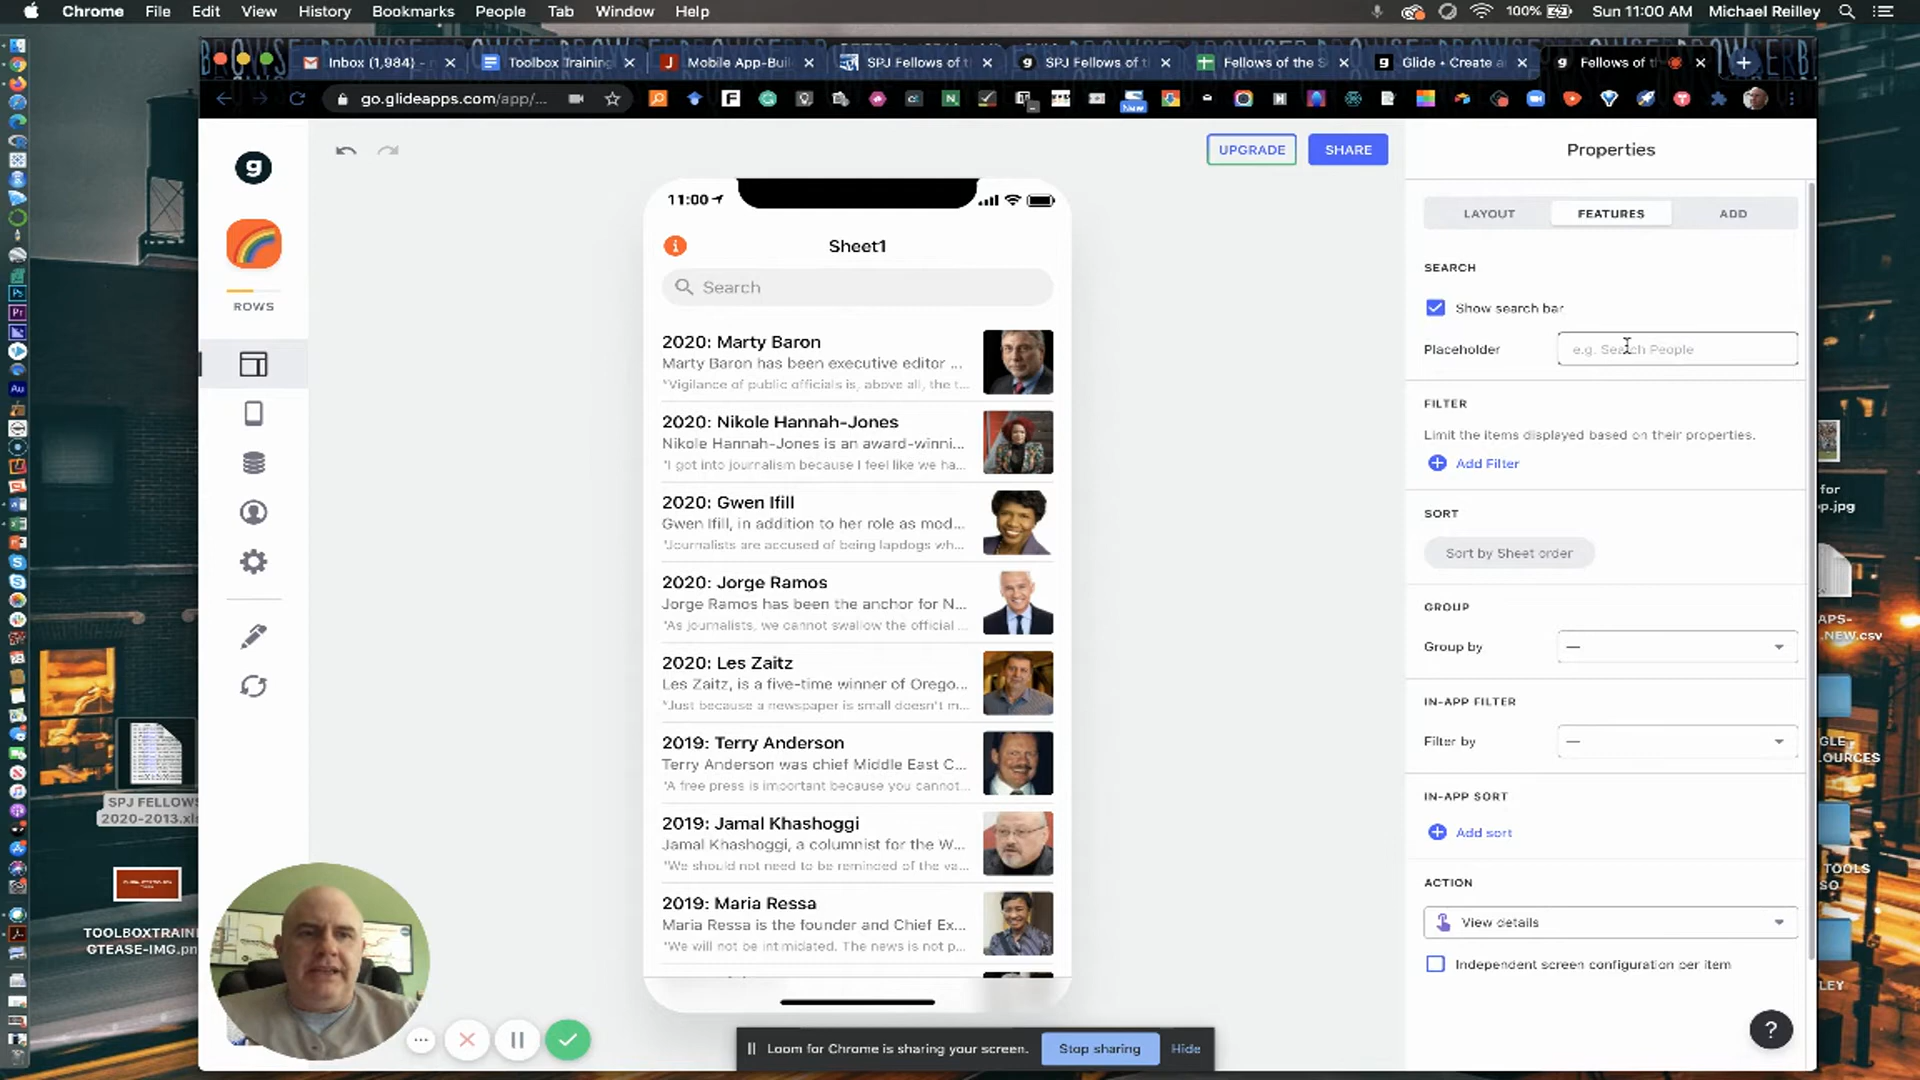 Chrome File Edit View History Bookmarks People Tab Window Help
100% Sun 11:00 AM Michael Reilley
Inbox (1,984) -
Toolbox Training
Mobile App-Buil
SPJ Fellows of t
SPJ Fellows of t
Fellows of the S
Glide • Create a
Fellows of t
go.glideapps.com/app/...
New
UPGRADE
SHARE
Properties
g
ROWS
11:00
Sheet1
Search
2020: Marty Baron
Marty Baron has been executive editor ...
"Vigilance of public officials is, above all, the t...
2020: Nikole Hannah-Jones
Nikole Hannah-Jones is an award-winni...
"I got into journalism because I feel like we ha...
2020: Gwen Ifill
Gwen Ifill, in addition to her role as mod...
"Journalists are accused of being lapdogs wh...
2020: Jorge Ramos
Jorge Ramos has been the anchor for N...
"As journalists, we cannot swallow the official ...
2020: Les Zaitz
Les Zaitz, is a five-time winner of Orego...
"Just because a newspaper is small doesn't m...
2019: Terry Anderson
Terry Anderson was chief Middle East C...
"A free press is important because you cannot...
2019: Jamal Khashoggi
Jamal Khashoggi, a columnist for the W...
"We should not need to be reminded of the va...
2019: Maria Ressa
Maria Ressa is the founder and Chief Ex...
"We will not be intimidated. The news is not p...
LAYOUT FEATURES ADD
SEARCH
Show search bar
Placeholder e.g. Search People
FILTER
Limit the items displayed based on their properties.
Add Filter
SORT
Sort by Sheet order
GROUP
Group by —
IN-APP FILTER
Filter by —
IN-APP SORT
Add sort
ACTION
View details
Independent screen configuration per item
?
Loom for Chrome is sharing your screen. Stop sharing Hide
SPJ FELLOWS
2020-2013.xls
TOOLBOXTRAIN
GTEASE-IMG.pn
for
p.jpg
APS-
.NEW.csv
GLE
OURCES
TOOLS
SO
LEY